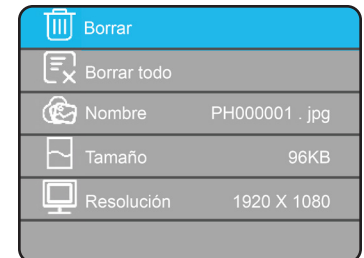 Borrar
Borrar todo
Nombre PH000001 . jpg
Tamaño 96KB
Resolución 1920 X 1080